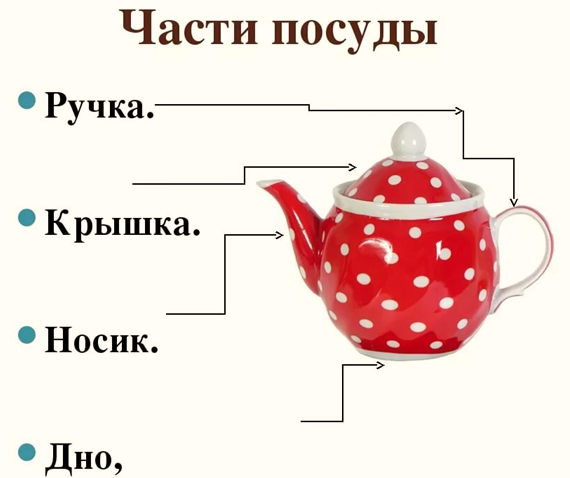 Части посуды
Ручка.
Крышка.
Носик.
Дно,